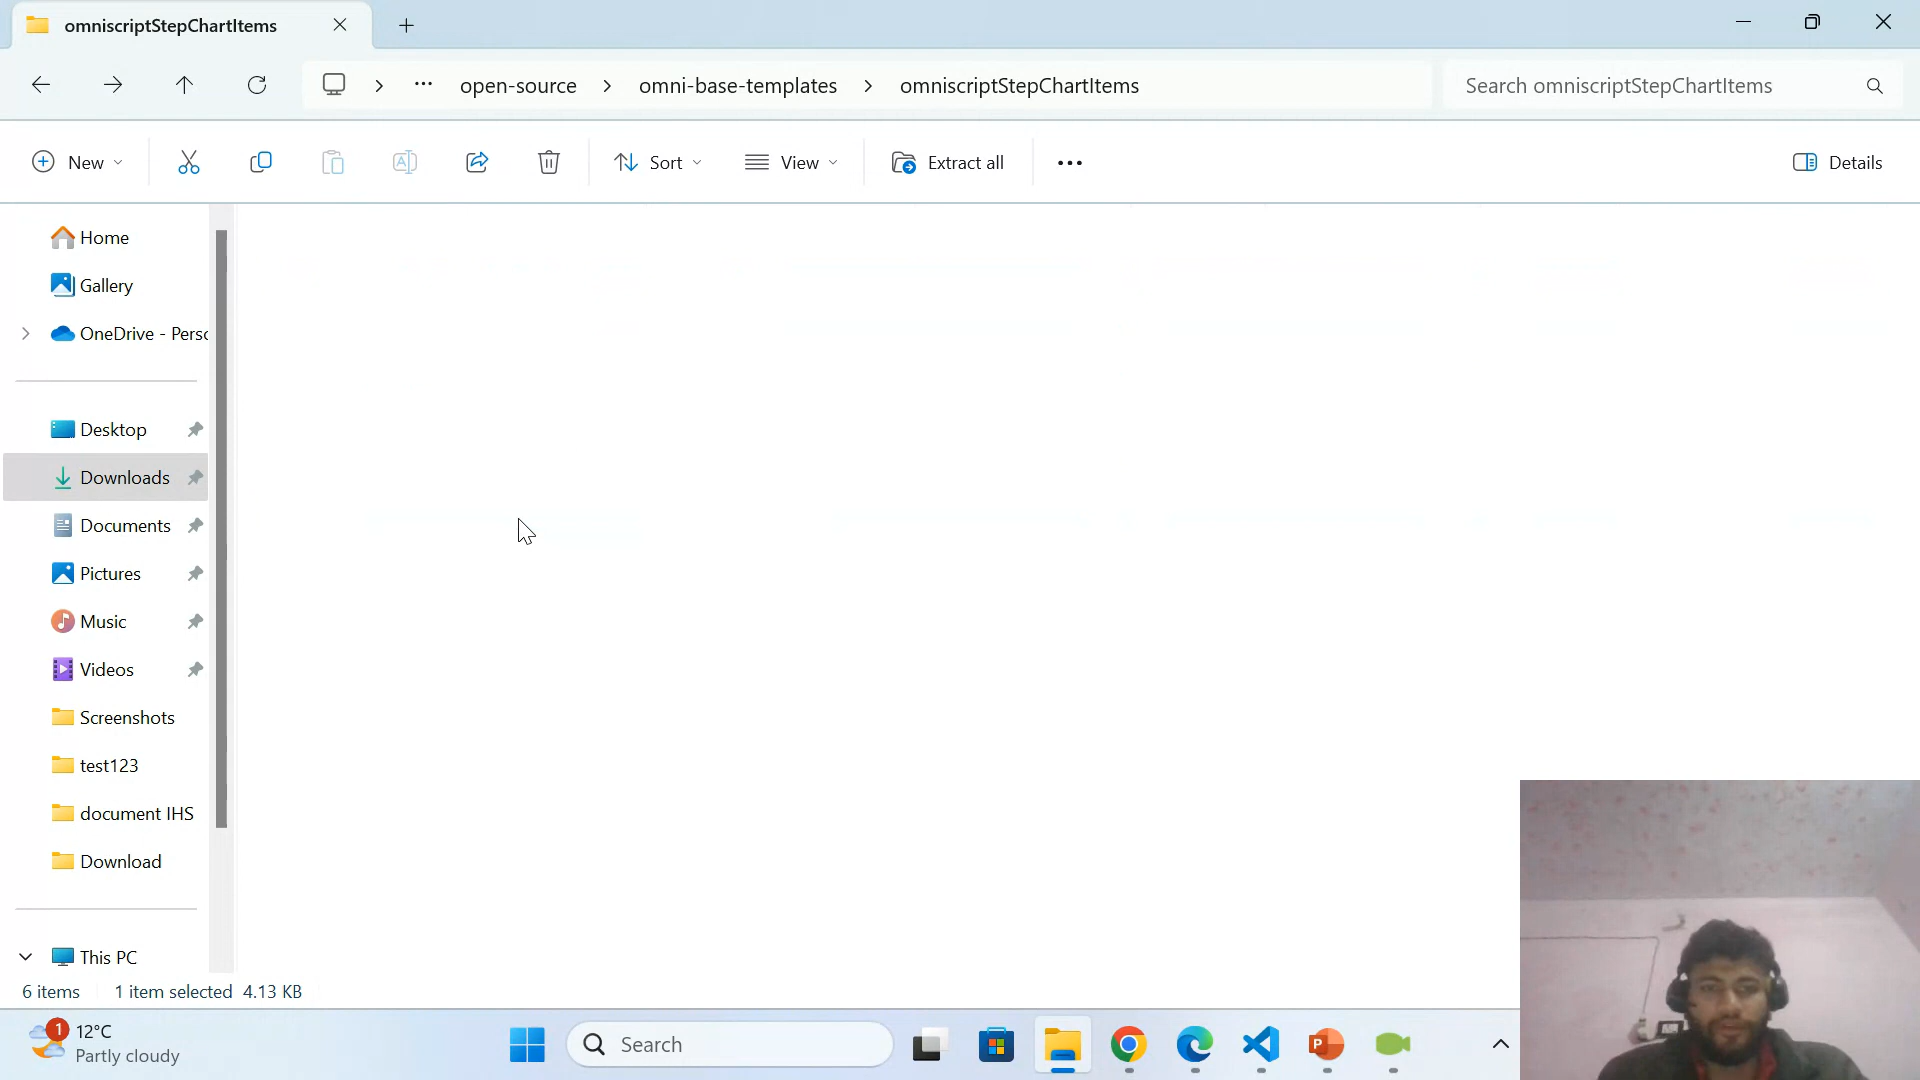 omniscriptStepChartItems
open-source > omni-base-templates > omniscriptStepChartItems
Search omniscriptStepChartItems
New
Sort
View
Extract all
Details
Home
Gallery
OneDrive - Perso
Desktop
Downloads
Documents
Pictures
Music
Videos
Screenshots
test123
document IHS
Download
This PC
6 items
1 item selected 4.13 KB
1
12°C
Partly cloudy
Search